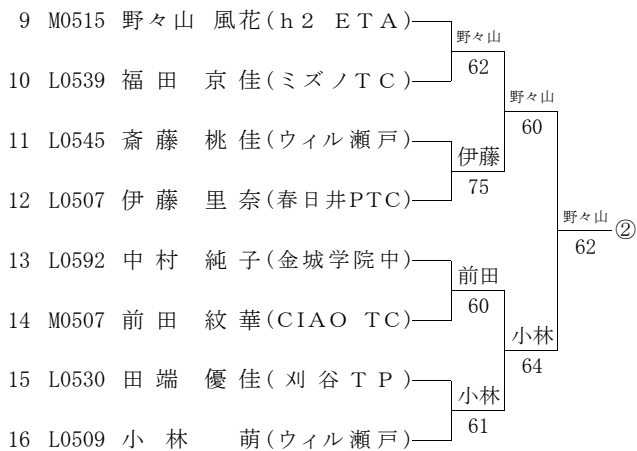 9 M0515 野々山 風花(h2 ETA)
野々山
62
10 L0539 福田 京佳(ミズノTC)
野々山
60
11 L0545 斎藤 桃佳(ウィル瀬戸)
伊藤
75
12 L0507 伊藤 里奈(春日井PTC)
野々山
62
②
13 L0592 中村 純子(金城学院中)
前田
60
14 M0507 前田 紋華(CIAO TC)
小林
64
15 L0530 田端 優佳(刈谷TP)
小林
61
16 L0509 小林 萌(ウィル瀬戸)